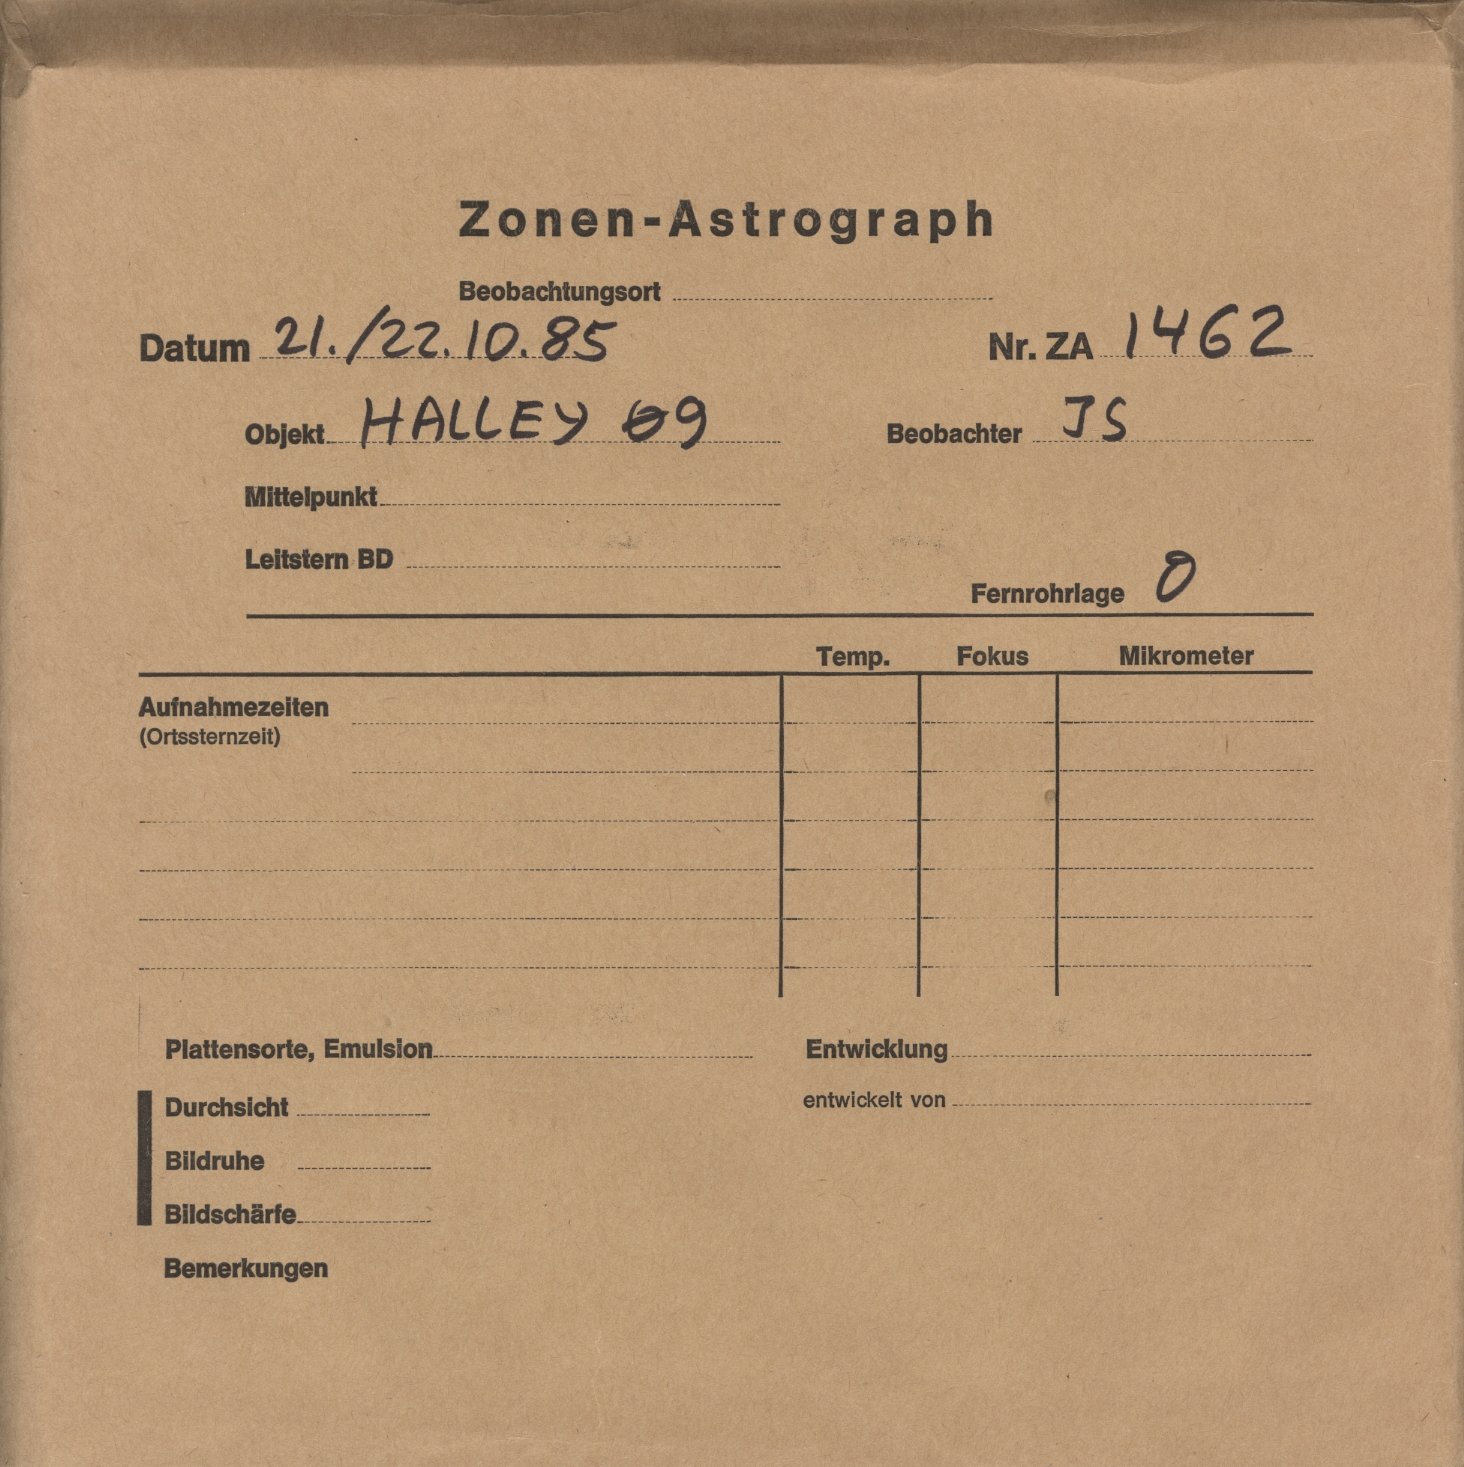 Zonen-Astrograph
Beobachtungsort
Datum 21./22.10.85 Nr. ZA 1462
Objekt HALLEY 09 Beobachter JS
Mittelpunkt
Leitstern BD
Fernrohrlage O
Temp. Fokus Mikrometer
Aufnahmezeiten
(Ortssternzeit)
Plattensorte, Emulsion Entwicklung
Durchsicht entwickelt von
Bildruhe
Bildschärfe
Bemerkungen